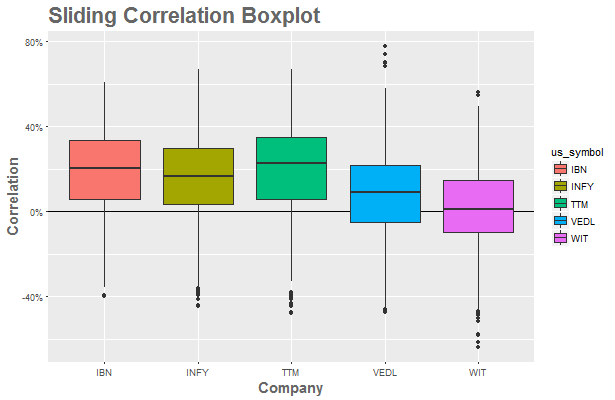 Sliding Correlation Boxplot
80%
40%
0%
-40%
Correlation
IBN
INFY
TTM
VEDL
WIT
Company
us_symbol
IBN
INFY
TTM
VEDL
WIT